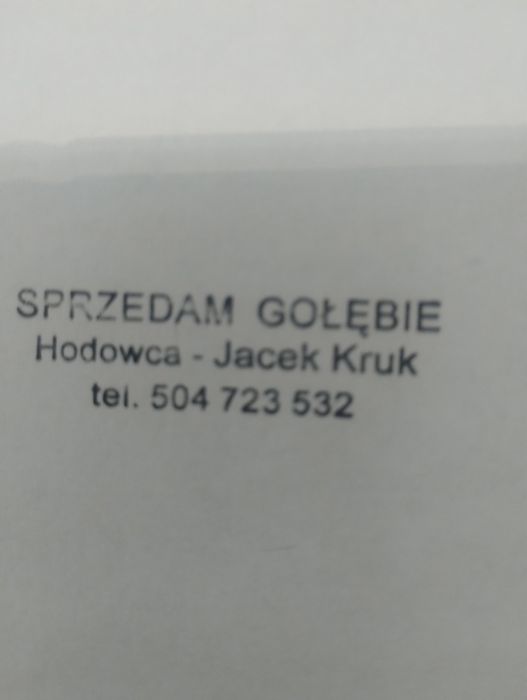 SPRZEDAM GOŁĘBIE
Hodowca - Jacek Kruk
tel. 504 723 532